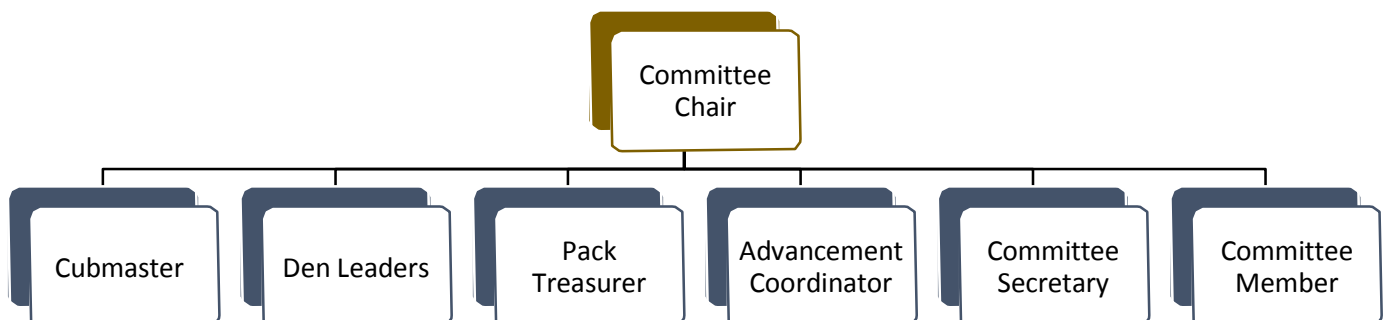 Committee
Chair
Cubmaster
Den Leaders
Pack
Treasurer
Advancement
Coordinator
Committee
Secretary
Committee
Member